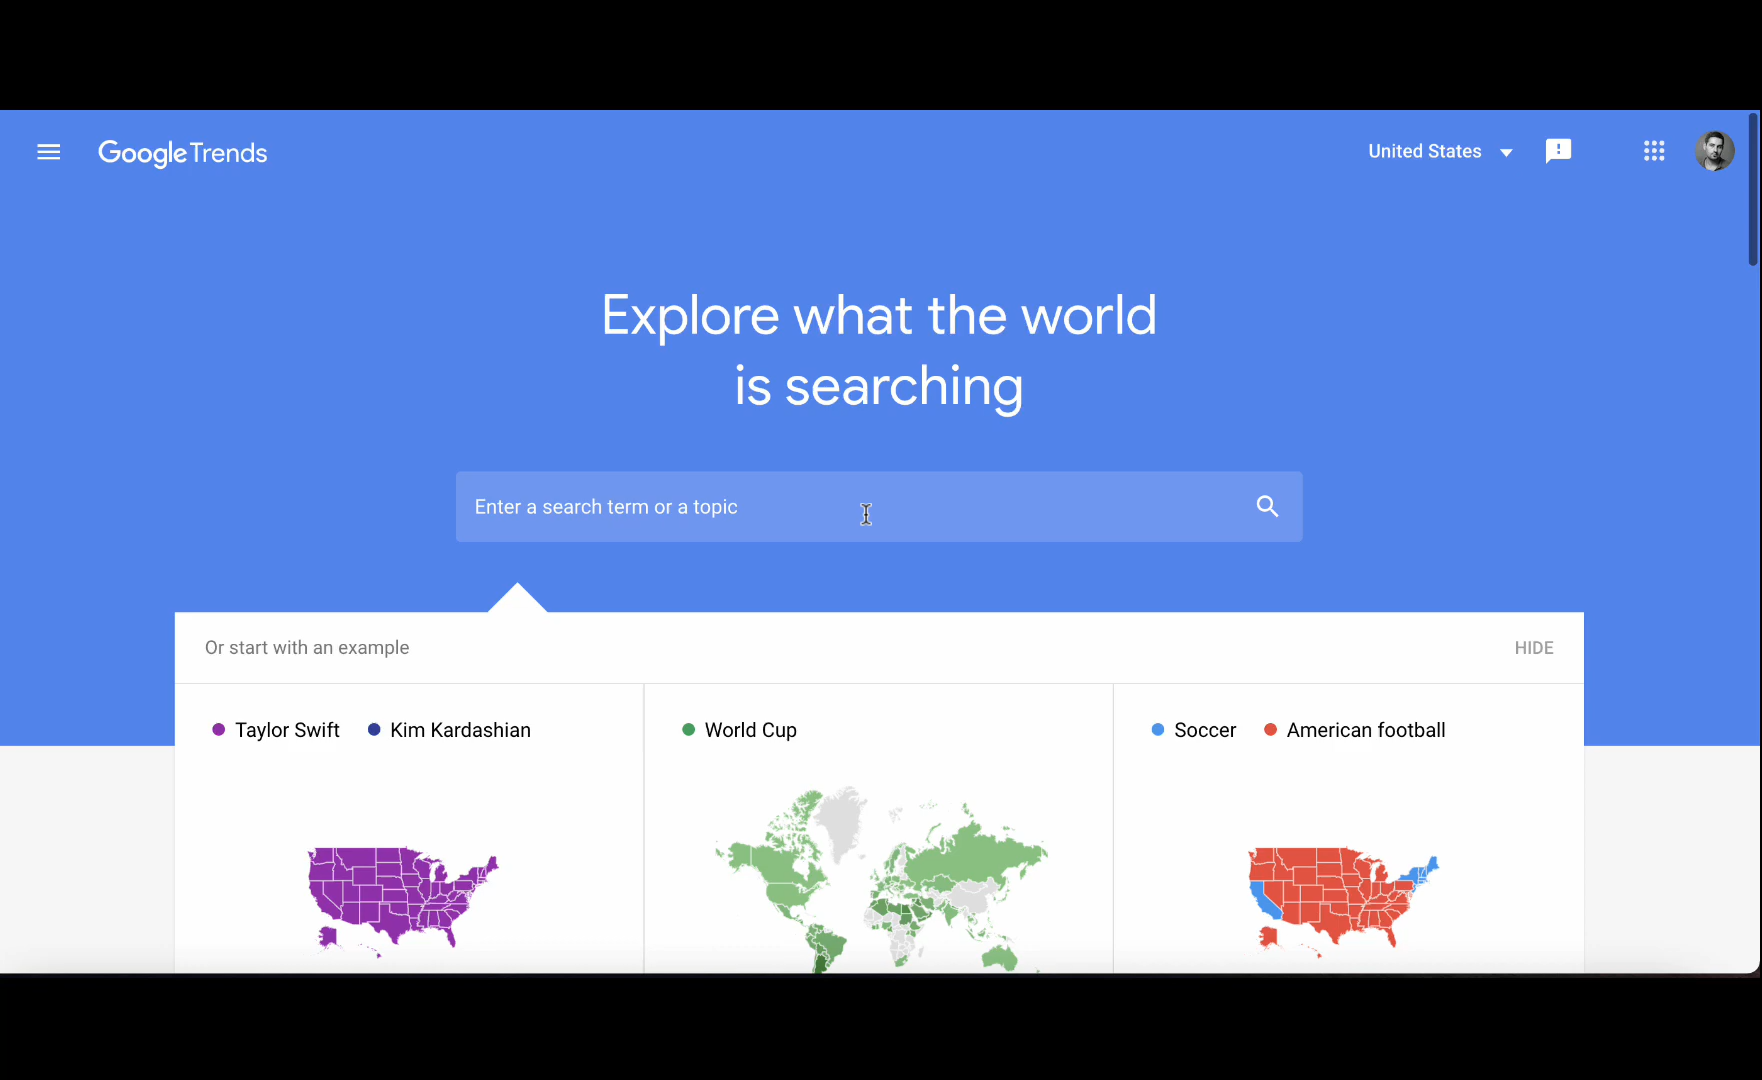 Google Trends
United States
Explore what the world
is searching
Enter a search term or a topic
Or start with an example
HIDE
Taylor Swift
Kim Kardashian
World Cup
Soccer
American football